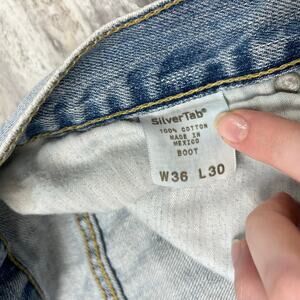 SilverTab®
100% COTTON
MADE IN
MEXICO
BOOT
W36 L30